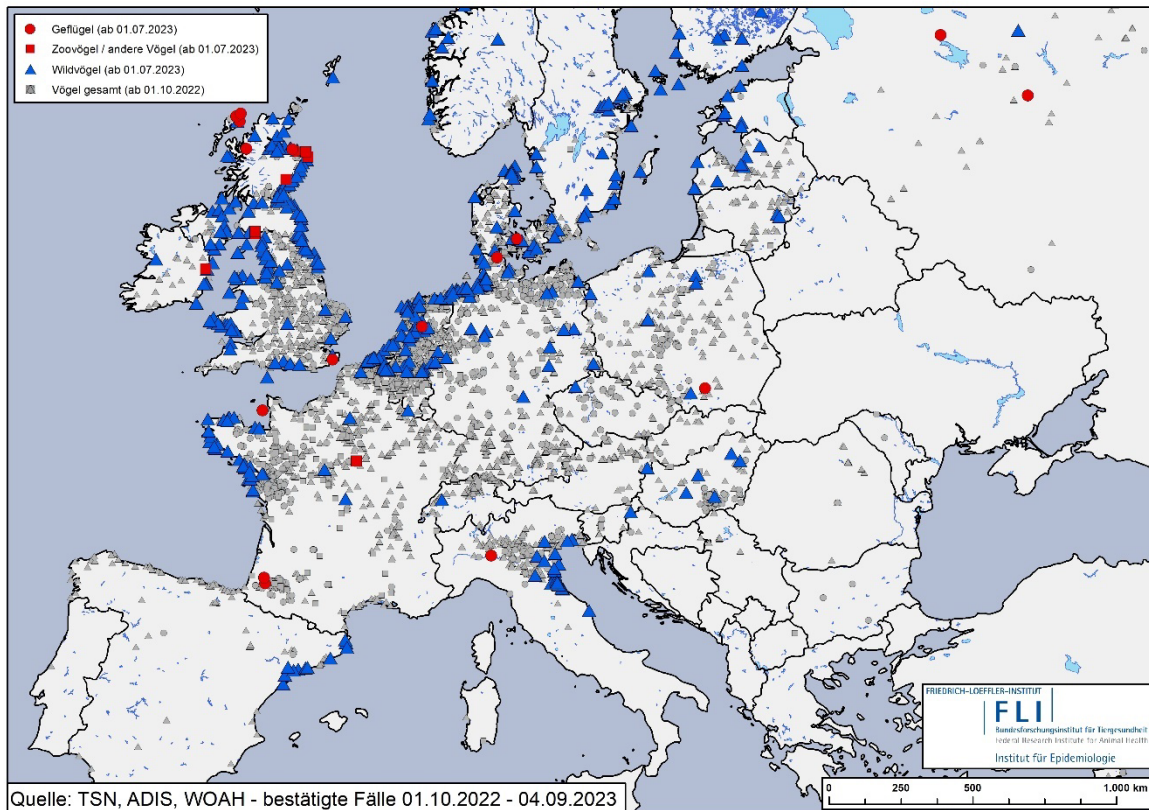 Geflügel (ab 01.07.2023)
Zoovögel / andere Vögel (ab 01.07.2023)
Wildvögel (ab 01.07.2023)
Vögel gesamt (ab 01.10.2022)
FRIEDRICH-LOEFFLER-INSTITUT
FLI
Bundesforschungsinstitut für Tiergesundheit
Federal Research Institute for Animal Health
Institut für Epidemiologie
Quelle: TSN, ADIS, WOAH - bestätigte Fälle 01.10.2022 - 04.09.2023
0 250 500 1.000 km